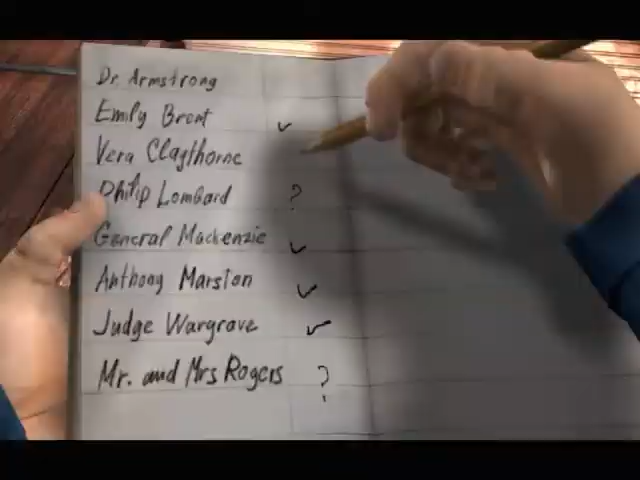 Dr. Armstrong
Emily Brent ✓
Vera Claythorne
Philip Lombard ?
General Mackenzie ✓
Anthony Marston ✓
Judge Wargrave ✓
Mr. and Mrs Rogers ?